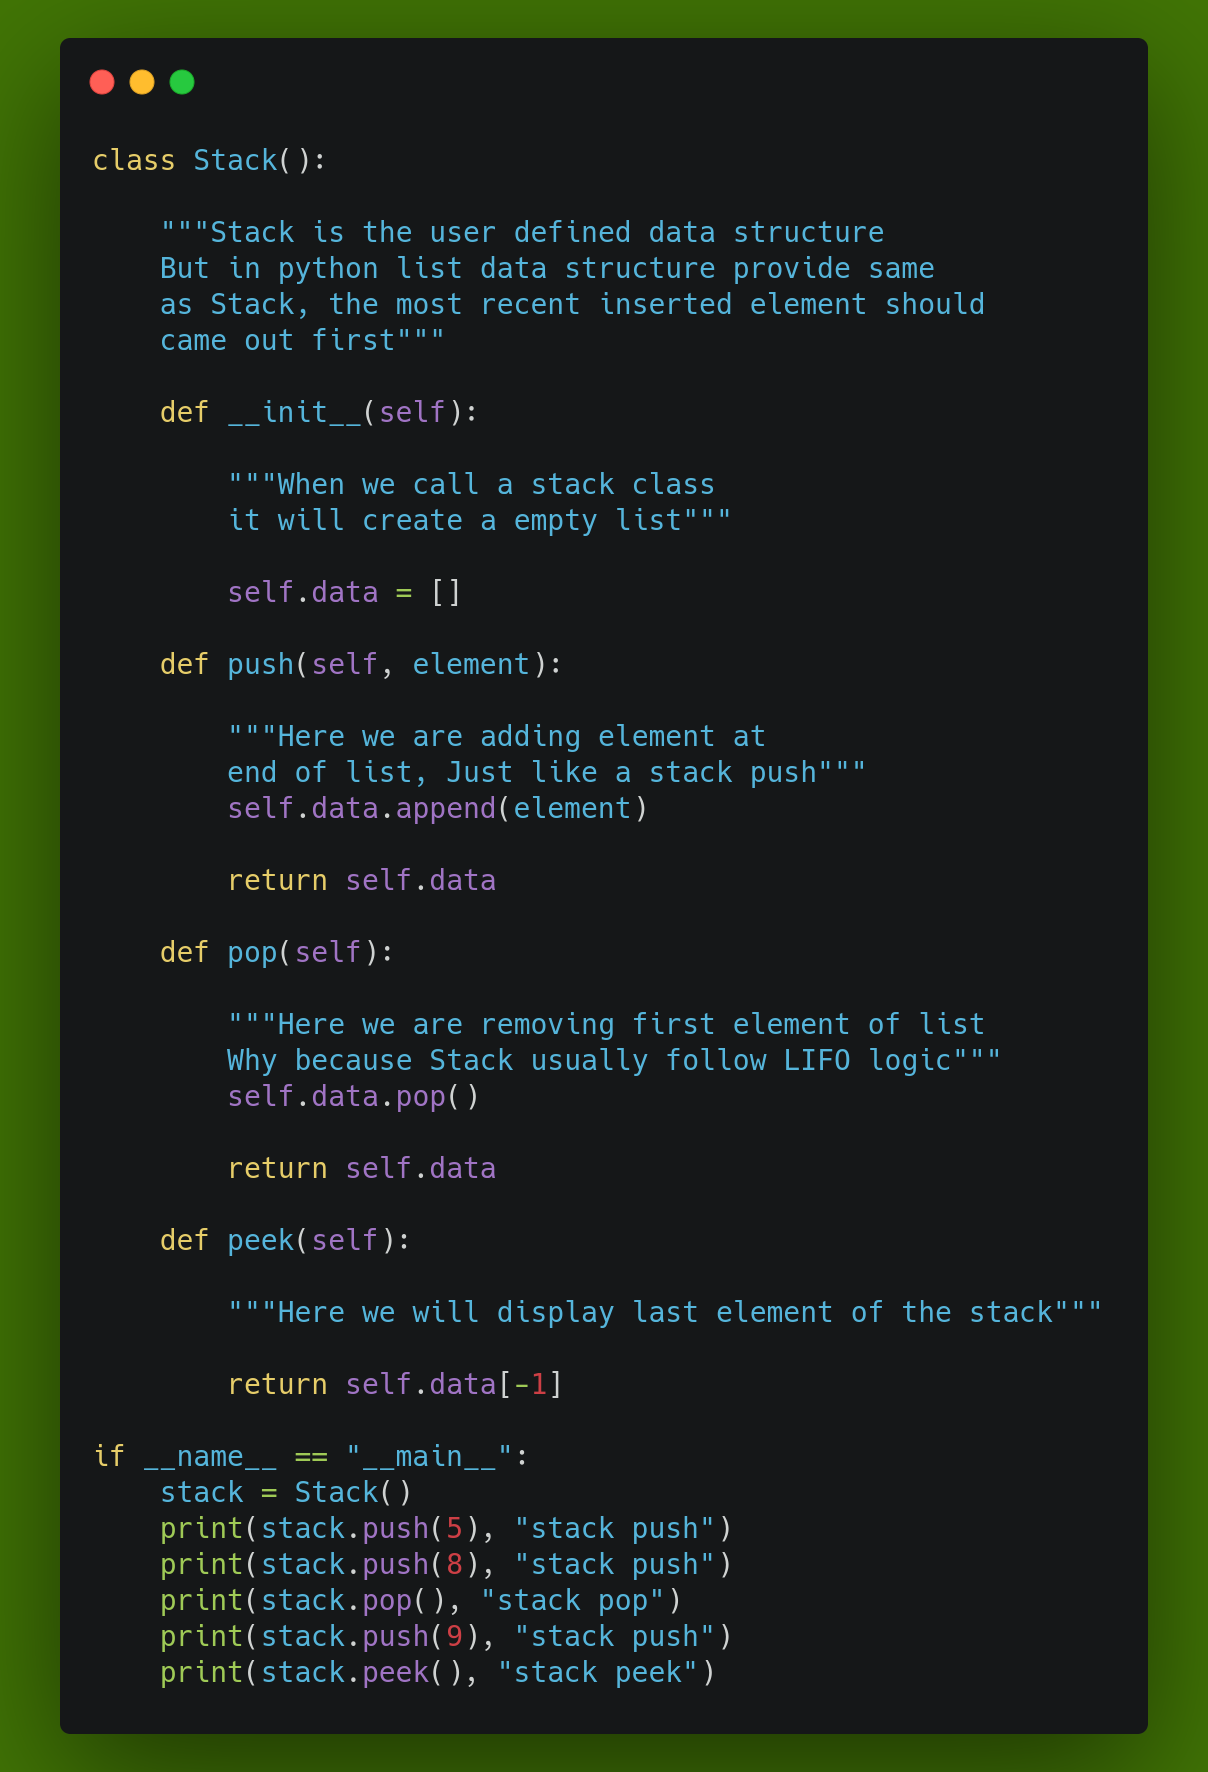 class Stack():
    """Stack is the user defined data structure
    But in python list data structure provide same
    as Stack, the most recent inserted element should
    came out first"""
    def __init__(self):
        """When we call a stack class
        it will create a empty list"""
        self.data = []
    def push(self, element):
        """Here we are adding element at
        end of list, Just like a stack push"""
        self.data.append(element)
        return self.data
    def pop(self):
        """Here we are removing first element of list
        Why because Stack usually follow LIFO logic"""
        self.data.pop()
        return self.data
    def peek(self):
        """Here we will display last element of the stack"""
        return self.data[-1]
if __name__ == "__main__":
    stack = Stack()
    print(stack.push(5), "stack push")
    print(stack.push(8), "stack push")
    print(stack.pop(), "stack pop")
    print(stack.push(9), "stack push")
    print(stack.peek(), "stack peek")